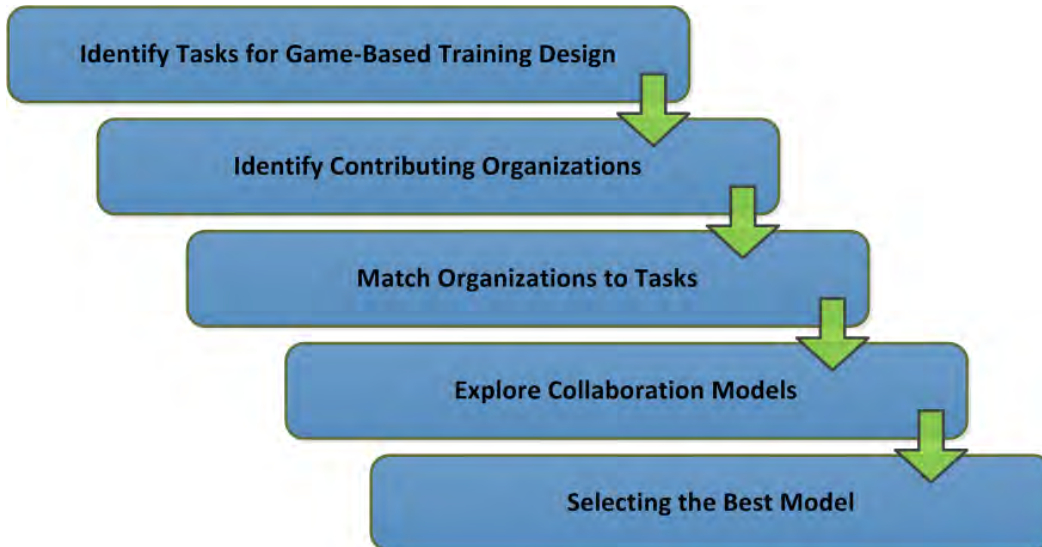 Identify Tasks for Game-Based Training Design
Identify Contributing Organizations
Match Organizations to Tasks
Explore Collaboration Models
Selecting the Best Model